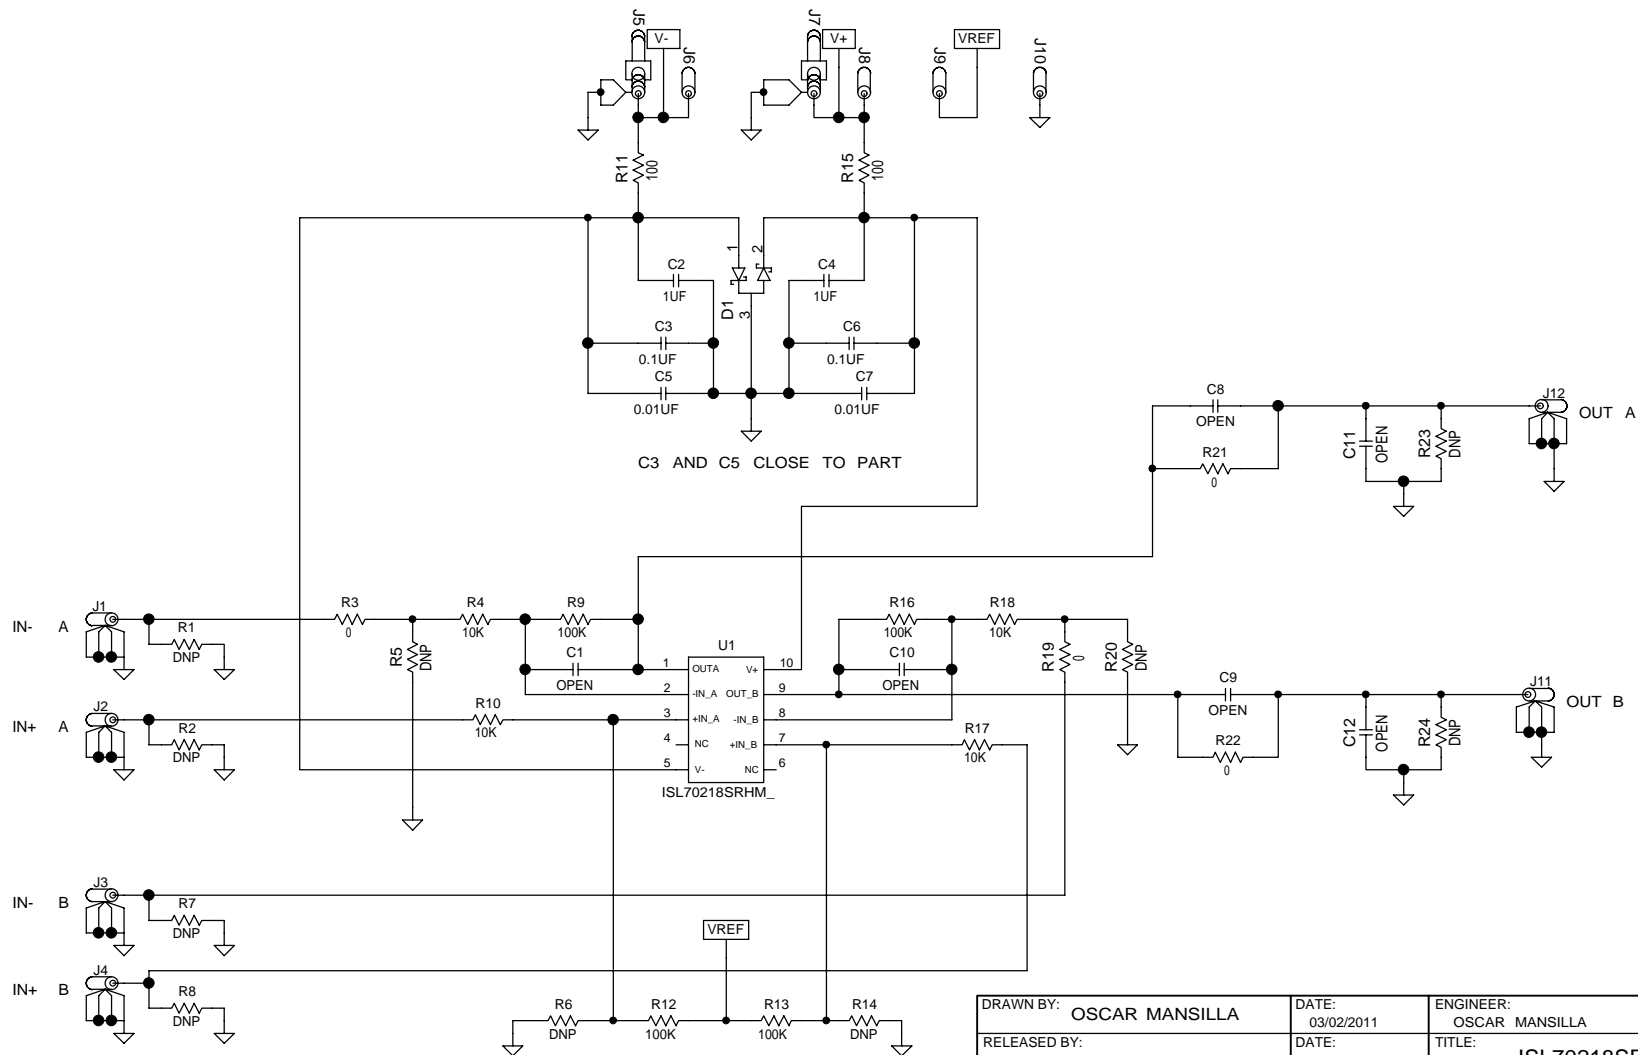 J5
V-
J6
J7
V+
J8
J9
VREF
J10
R11
100
R15
100
1
2
C2
1UF
C4
1UF
D1
3
C3
0.1UF
C6
0.1UF
C5
0.01UF
C7
0.01UF
C3 AND C5 CLOSE TO PART
C8
OPEN
R21
0
C11
OPEN
R23
DNP
J12
OUT A
IN- A
J1
R1
DNP
R3
0
R5
DNP
R4
10K
R9
100K
C1
OPEN
U1
1 OUTA V+ 10
2 -IN_A OUT_B 9
3 +IN_A -IN_B 8
4 NC +IN_B 7
5 V- NC 6
ISL70218SRHM_
R16
100K
C10
OPEN
R18
10K
R19
0
R20
DNP
IN+ A
J2
R2
DNP
R10
10K
R17
10K
C9
OPEN
R22
0
C12
OPEN
R24
DNP
J11
OUT B
IN- B
J3
R7
DNP
IN+ B
J4
R8
DNP
VREF
R6
DNP
R12
100K
R13
100K
R14
DNP
DRAWN BY: OSCAR MANSILLA
DATE: 03/02/2011
ENGINEER: OSCAR MANSILLA
RELEASED BY:
DATE:
TITLE: